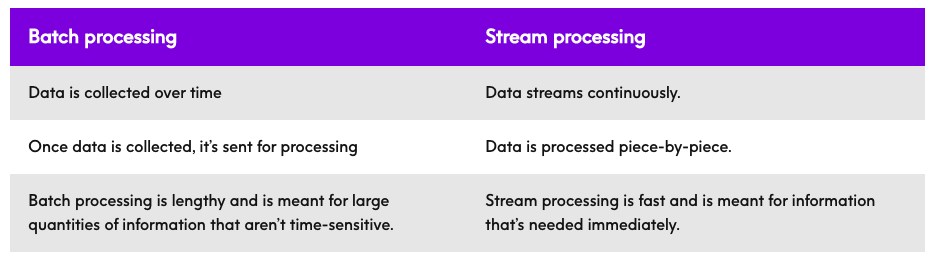 Batch processing
Stream processing
Data is collected over time
Data streams continuously.
Once data is collected, it's sent for processing
Data is processed piece-by-piece.
Batch processing is lengthy and is meant for large
quantities of information that aren't time-sensitive.
Stream processing is fast and is meant for information
that's needed immediately.